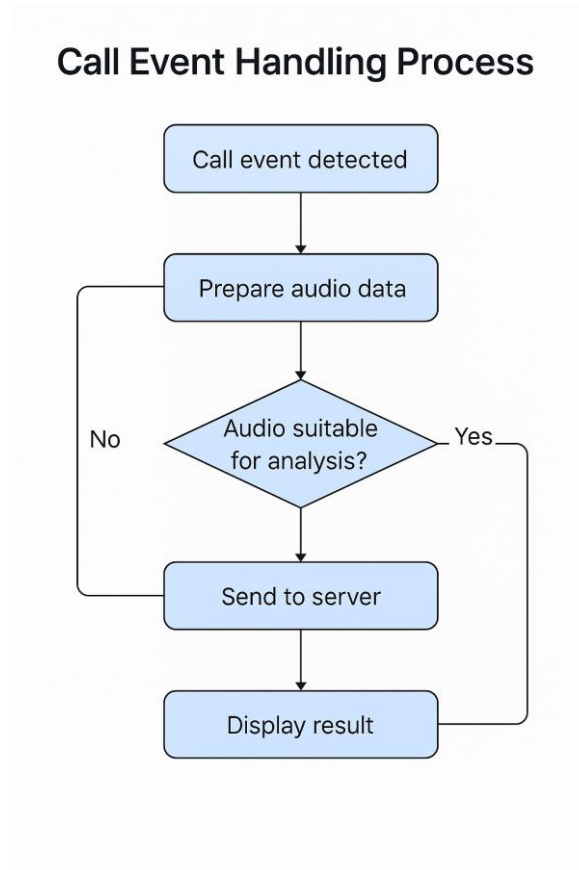 Call Event Handling Process
Call event detected
Prepare audio data
Audio suitable
for analysis?
No
Yes
Send to server
Display result